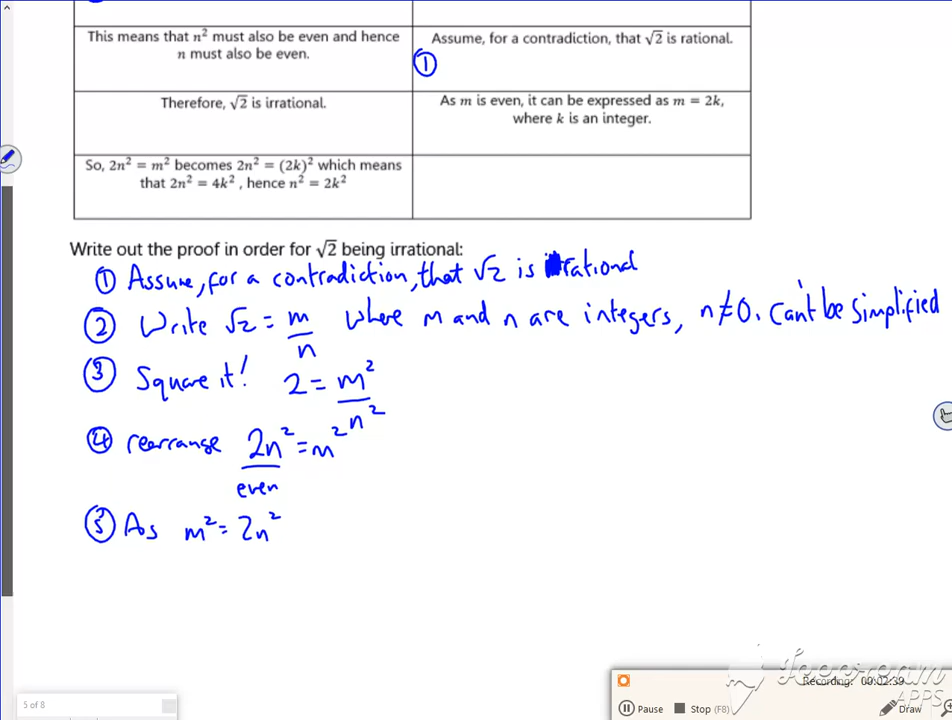 This means that n² must also be even and hence
n must also be even.
Assume, for a contradiction, that √2 is rational.
①
Therefore, √2 is irrational.
As m is even, it can be expressed as m = 2k,
where k is an integer.
So, 2n² = m² becomes 2n² = (2k)² which means
that 2n² = 4k² , hence n² = 2k²
Write out the proof in order for √2 being irrational:
① Assume, for a contradiction, that √2 is rational
② Write √2 = m/n where m and n are integers, n≠0. Can't be simplified
③ Square it! 2 = m²/n²
④ rearrange 2n² = m²
even
⑤ As m² = 2n²
5 of 8
Recording: 00:02:39
APPS
Pause
Stop (F8)
Draw